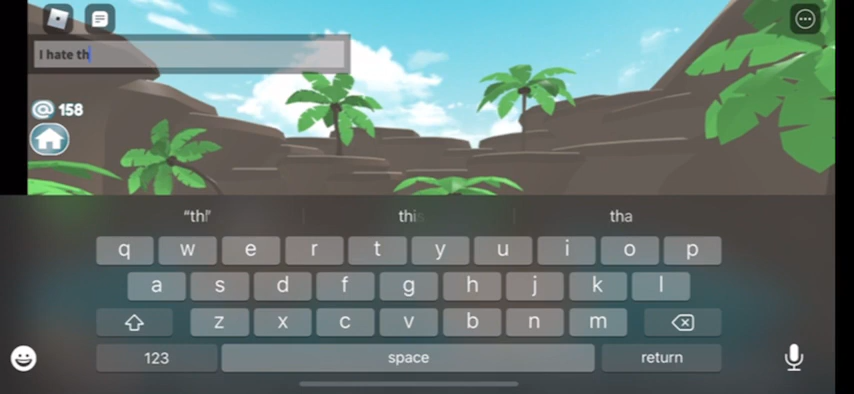 I hate th
158
“th” this tha
q w e r t y u i o p
a s d f g h j k l
z x c v b n m
123 space return